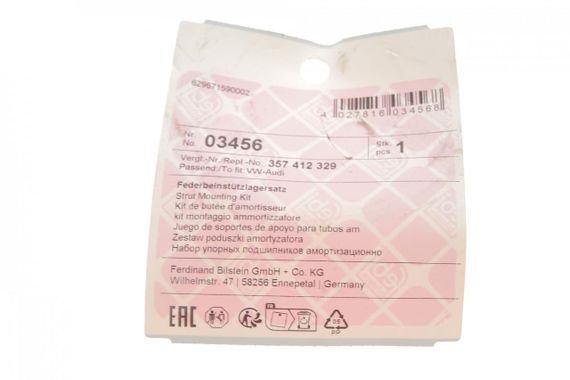 629671590002
4 027816 034568
Nr.
No. 03456
Stk.
pcs 1
Vergl.-Nr./Repl-No. 357 412 329
Passend./To fit: VW-Audi
Federbeinstützlagersatz
Strut Mounting Kit
Kit de butée d'amortisseur
kit montaggio ammortizzatore
Juego de soportes de apoyo para tubos am
Zestaw poduszki amortyzatora
Набор упорных подшипников амортизационно
Ferdinand Bilstein GmbH + Co. KG
Wilhelmstr. 47 | 58256 Ennepetal | Germany
EAC
FR
05
PP